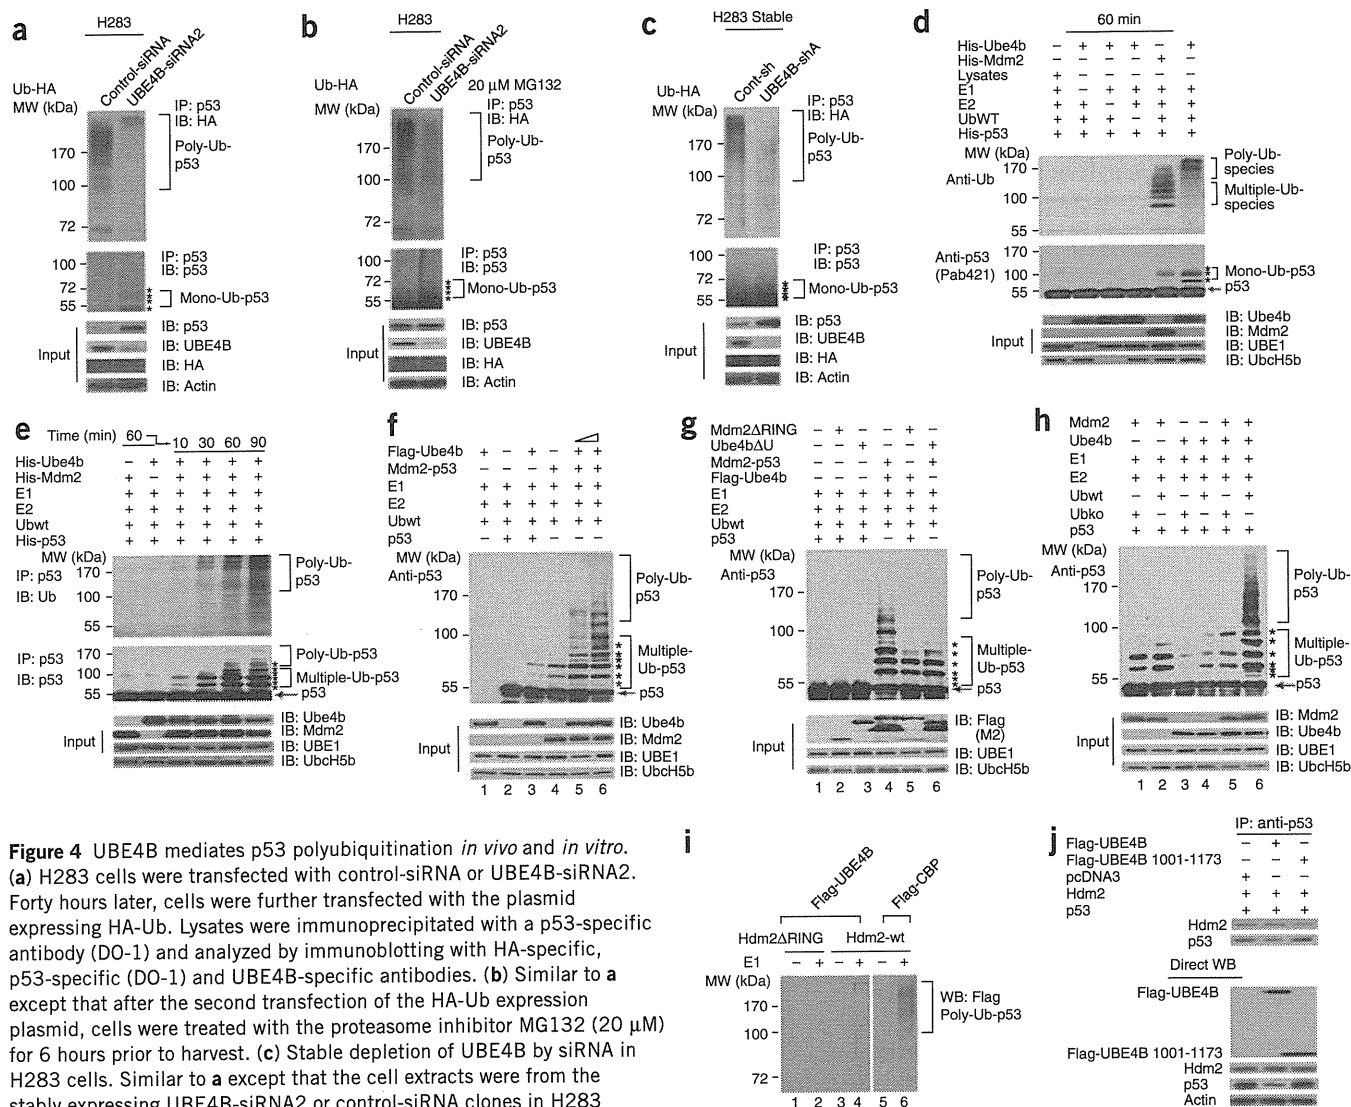 a
H283
Control-siRNA
UBE4B-siRNA2
Ub-HA
MW (kDa)
IP: p53
IB: HA
Poly-Ub-
p53
170
100
72
100
72
55
IP: p53
IB: p53
* * * *
Mono-Ub-p53
Input
IB: p53
IB: UBE4B
IB: HA
IB: Actin
b
H283
Control-siRNA
UBE4B-siRNA2
20 µM MG132
Ub-HA
MW (kDa)
IP: p53
IB: HA
Poly-Ub-
p53
170
100
72
100
72
55
IP: p53
IB: p53
Mono-Ub-p53
Input
IB: p53
IB: UBE4B
IB: HA
IB: Actin
c
H283 Stable
Cont-sh
UBE4B-shA
Ub-HA
MW (kDa)
IP: p53
IB: HA
Poly-Ub-
p53
170
100
72
100
72
55
IP: p53
IB: p53
Mono-Ub-p53
Input
IB: p53
IB: UBE4B
IB: HA
IB: Actin
d
60 min
His-Ube4b − + + + − +
His-Mdm2 − − − − + −
Lysates + − − − − −
E1 + − + + + +
E2 + + − + + +
UbWT + + + − + +
His-p53 + + + + + +
MW (kDa)
170
Anti-Ub
100
55
Poly-Ub-
species
Multiple-Ub-
species
Anti-p53
(Pab421)
170
100
55
Mono-Ub-p53
p53
Input
IB: Ube4b
IB: Mdm2
IB: UBE1
IB: UbcH5b
e
Time (min) 60 10 30 60 90
His-Ube4b − + + + + +
His-Mdm2 + − + + + +
E1 + + + + + +
E2 + + + + + +
Ubwt + + + + + +
His-p53 + + + + + +
MW (kDa)
IP: p53
IB: Ub
170
100
55
Poly-Ub-
p53
IP: p53
IB: p53
170
100
55
Poly-Ub-p53
Multiple-Ub-p53
p53
Input
IB: Ube4b
IB: Mdm2
IB: UBE1
IB: UbcH5b
f
Flag-Ube4b + − + − + +
Mdm2-p53 − − − + + +
E1 + + + + + +
E2 + + + + + +
Ubwt + + + + + +
p53 − + + − − −
MW (kDa)
Anti-p53
170
100
55
Poly-Ub-
p53
Multiple-
Ub-p53
p53
Input
IB: Ube4b
IB: Mdm2
IB: UBE1
IB: UbcH5b
1 2 3 4 5 6
g
Mdm2ΔRING − + − − + −
Ube4bΔU − − + − − +
Mdm2-p53 − − − + − +
Flag-Ube4b − − − + + −
E1 + + + + + +
E2 + + + + + +
Ubwt + + + + + +
p53 + + + − + −
MW (kDa)
Anti-p53
170
100
55
Poly-Ub-
p53
Multiple-
Ub-p53
p53
Input
IB: Flag
(M2)
IB: UBE1
IB: UbcH5b
1 2 3 4 5 6
h
Mdm2 + + − − + +
Ube4b − − + + + +
E1 + + + + + +
E2 + + + + + +
Ubwt − + − + − +
Ubko + − + − + −
p53 + + + + + +
MW (kDa)
Anti-p53
170
100
55
Poly-Ub-
p53
Multiple-
Ub-p53
p53
Input
IB: Mdm2
IB: Ube4b
IB: UBE1
IB: UbcH5b
1 2 3 4 5 6
Figure 4 UBE4B mediates p53 polyubiquitination in vivo and in vitro.
(a) H283 cells were transfected with control-siRNA or UBE4B-siRNA2.
Forty hours later, cells were further transfected with the plasmid
expressing HA-Ub. Lysates were immunoprecipitated with a p53-specific
antibody (DO-1) and analyzed by immunoblotting with HA-specific,
p53-specific (DO-1) and UBE4B-specific antibodies. (b) Similar to a
except that after the second transfection of the HA-Ub expression
plasmid, cells were treated with the proteasome inhibitor MG132 (20 µM)
for 6 hours prior to harvest. (c) Stable depletion of UBE4B by siRNA in
H283 cells. Similar to a except that the cell extracts were from the
stably expressing UBE4B-siRNA2 or control-siRNA clones in H283
i
Flag-UBE4B
Flag-CBP
Hdm2ΔRING Hdm2-wt
E1 − + − + − +
MW (kDa)
170
100
72
WB: Flag
Poly-Ub-p53
1 2 3 4 5 6
j
IP: anti-p53
Flag-UBE4B − + −
Flag-UBE4B 1001-1173 − − +
pcDNA3 + − −
Hdm2 + + +
p53 + + +
Hdm2
p53
Direct WB
Flag-UBE4B
Flag-UBE4B 1001-1173
Hdm2
p53
Actin